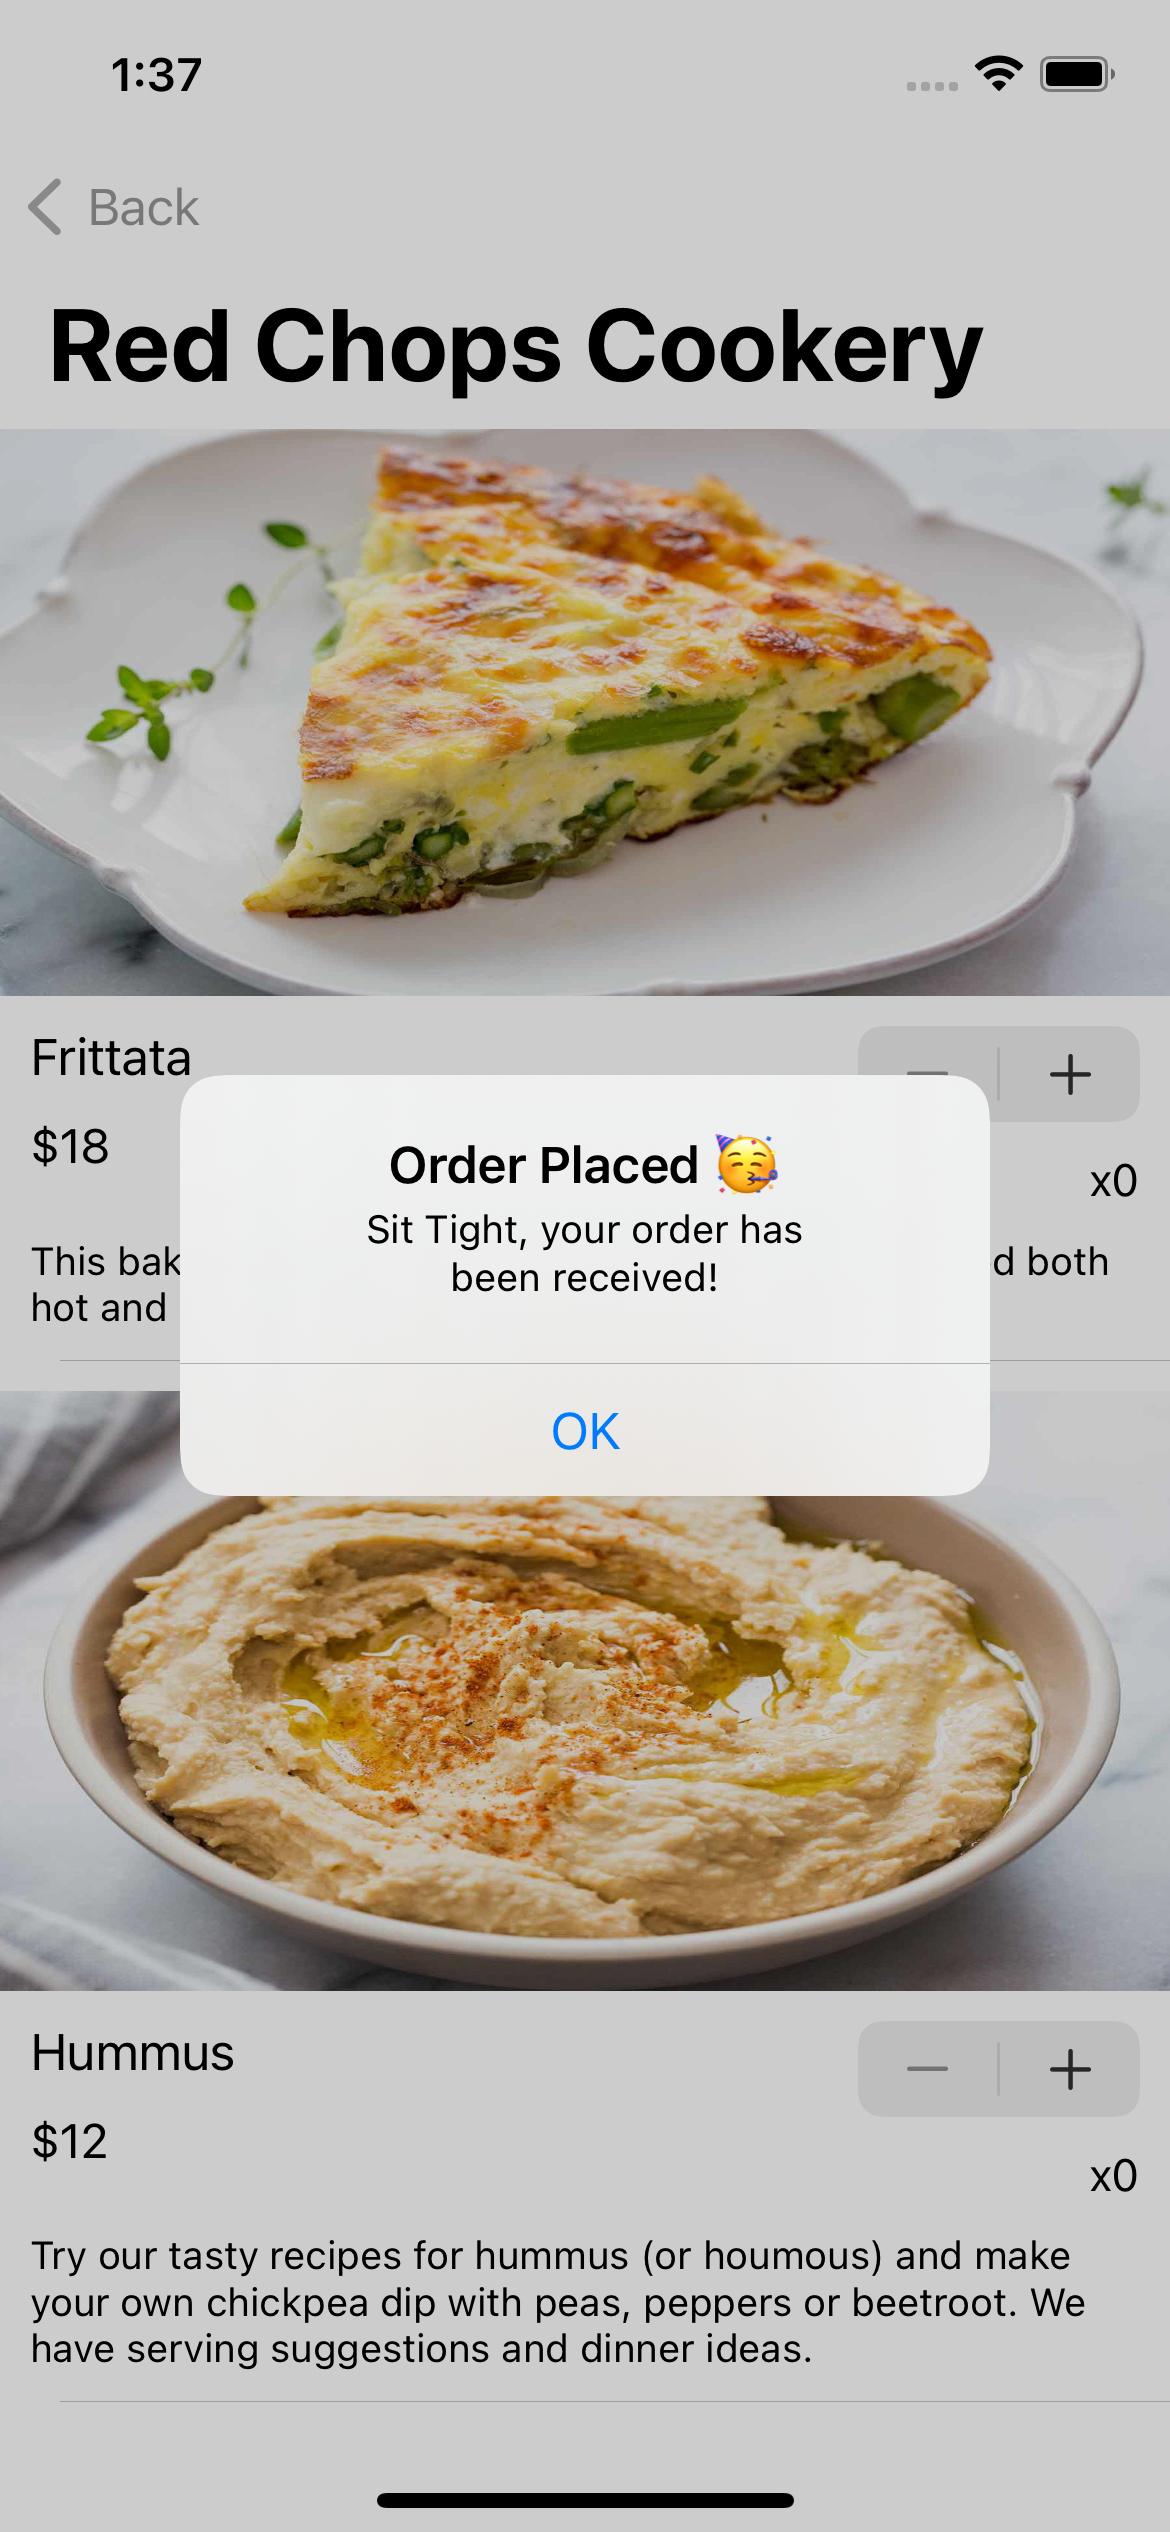 1:37
Back
Red Chops Cookery
Frittata
$18
x0
This bak
d both
hot and
Order Placed 🥳
Sit Tight, your order has
been received!
OK
Hummus
$12
x0
Try our tasty recipes for hummus (or houmous) and make
your own chickpea dip with peas, peppers or beetroot. We
have serving suggestions and dinner ideas.